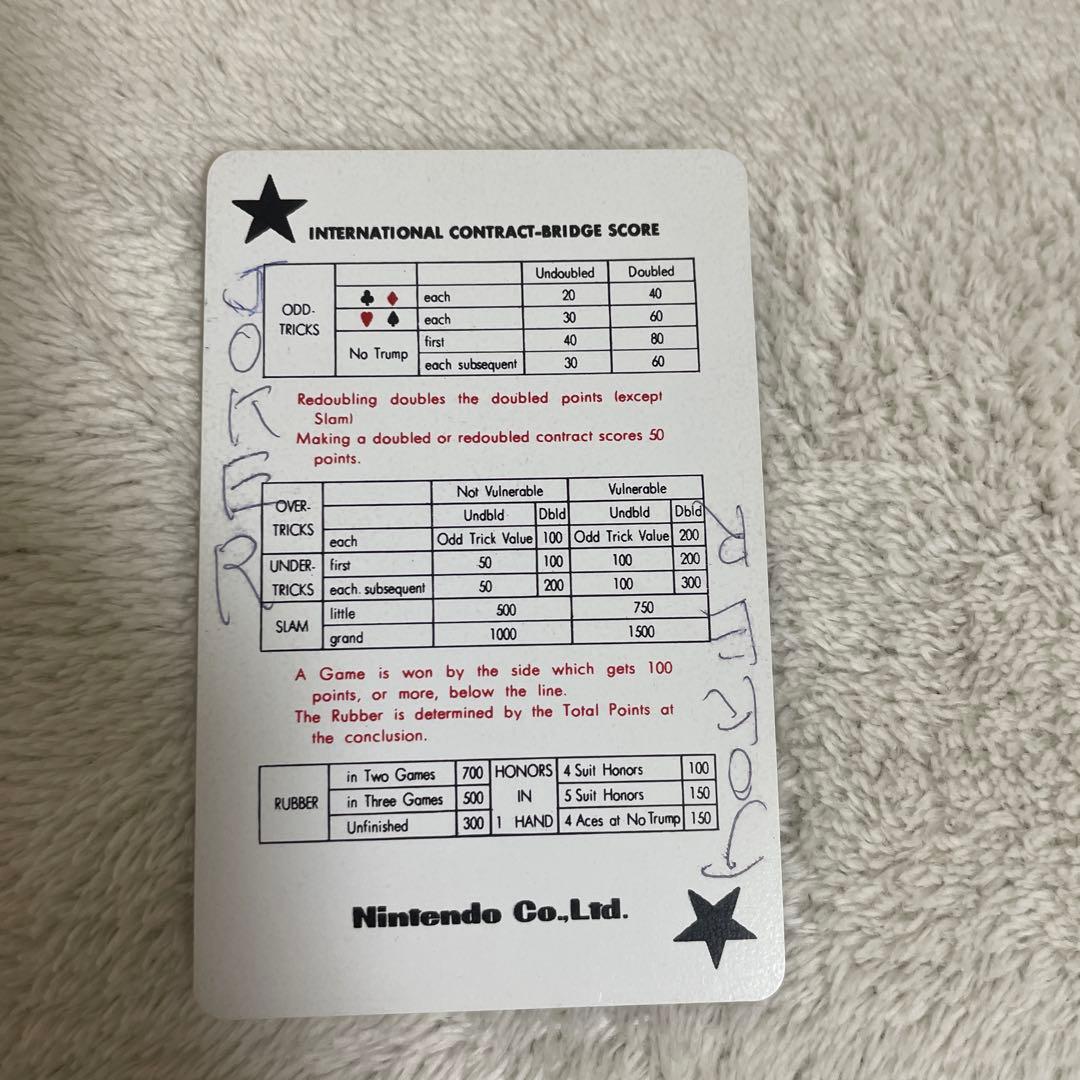 INTERNATIONAL CONTRACT-BRIDGE SCORE
Undoubled Doubled
ODD-TRICKS ♣ ♦ each 20 40
♥ ♠ each 30 60
No Trump first 40 80
each subsequent 30 60
Redoubling doubles the doubled points (except
Slam)
Making a doubled or redoubled contract scores 50
points.
Not Vulnerable Vulnerable
Undbld Dbld Undbld Dbld
OVER-TRICKS each Odd Trick Value 100 Odd Trick Value 200
UNDER-TRICKS first 50 100 100 200
each. subsequent 50 200 100 300
SLAM little 500 750
grand 1000 1500
A Game is won by the side which gets 100
points, or more, below the line.
The Rubber is determined by the Total Points at
the conclusion.
RUBBER in Two Games 700 HONORS 4 Suit Honors 100
in Three Games 500 IN 5 Suit Honors 150
Unfinished 300 1 HAND 4 Aces at No Trump 150
Nintendo Co.,Ltd.
JOKER
JOKER